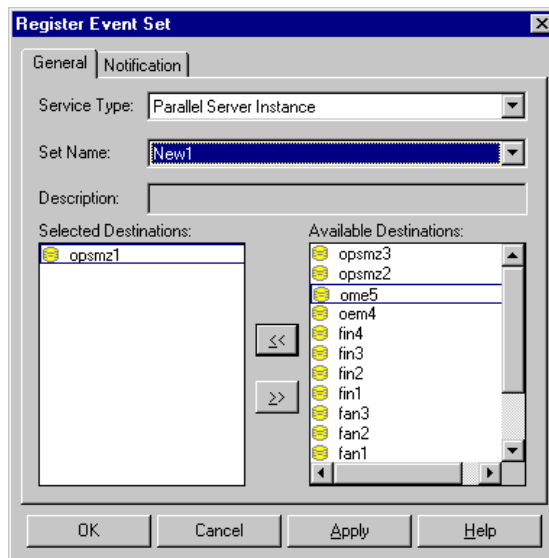 Register Event Set
General Notification
Service Type: Parallel Server Instance
Set Name: New1
Description:
Selected Destinations:
opsmz1
<<
>>
Available Destinations:
opsmz3
opsmz2
ome5
oem4
fin4
fin3
fin2
fin1
fan3
fan2
fan1
OK Cancel Apply Help